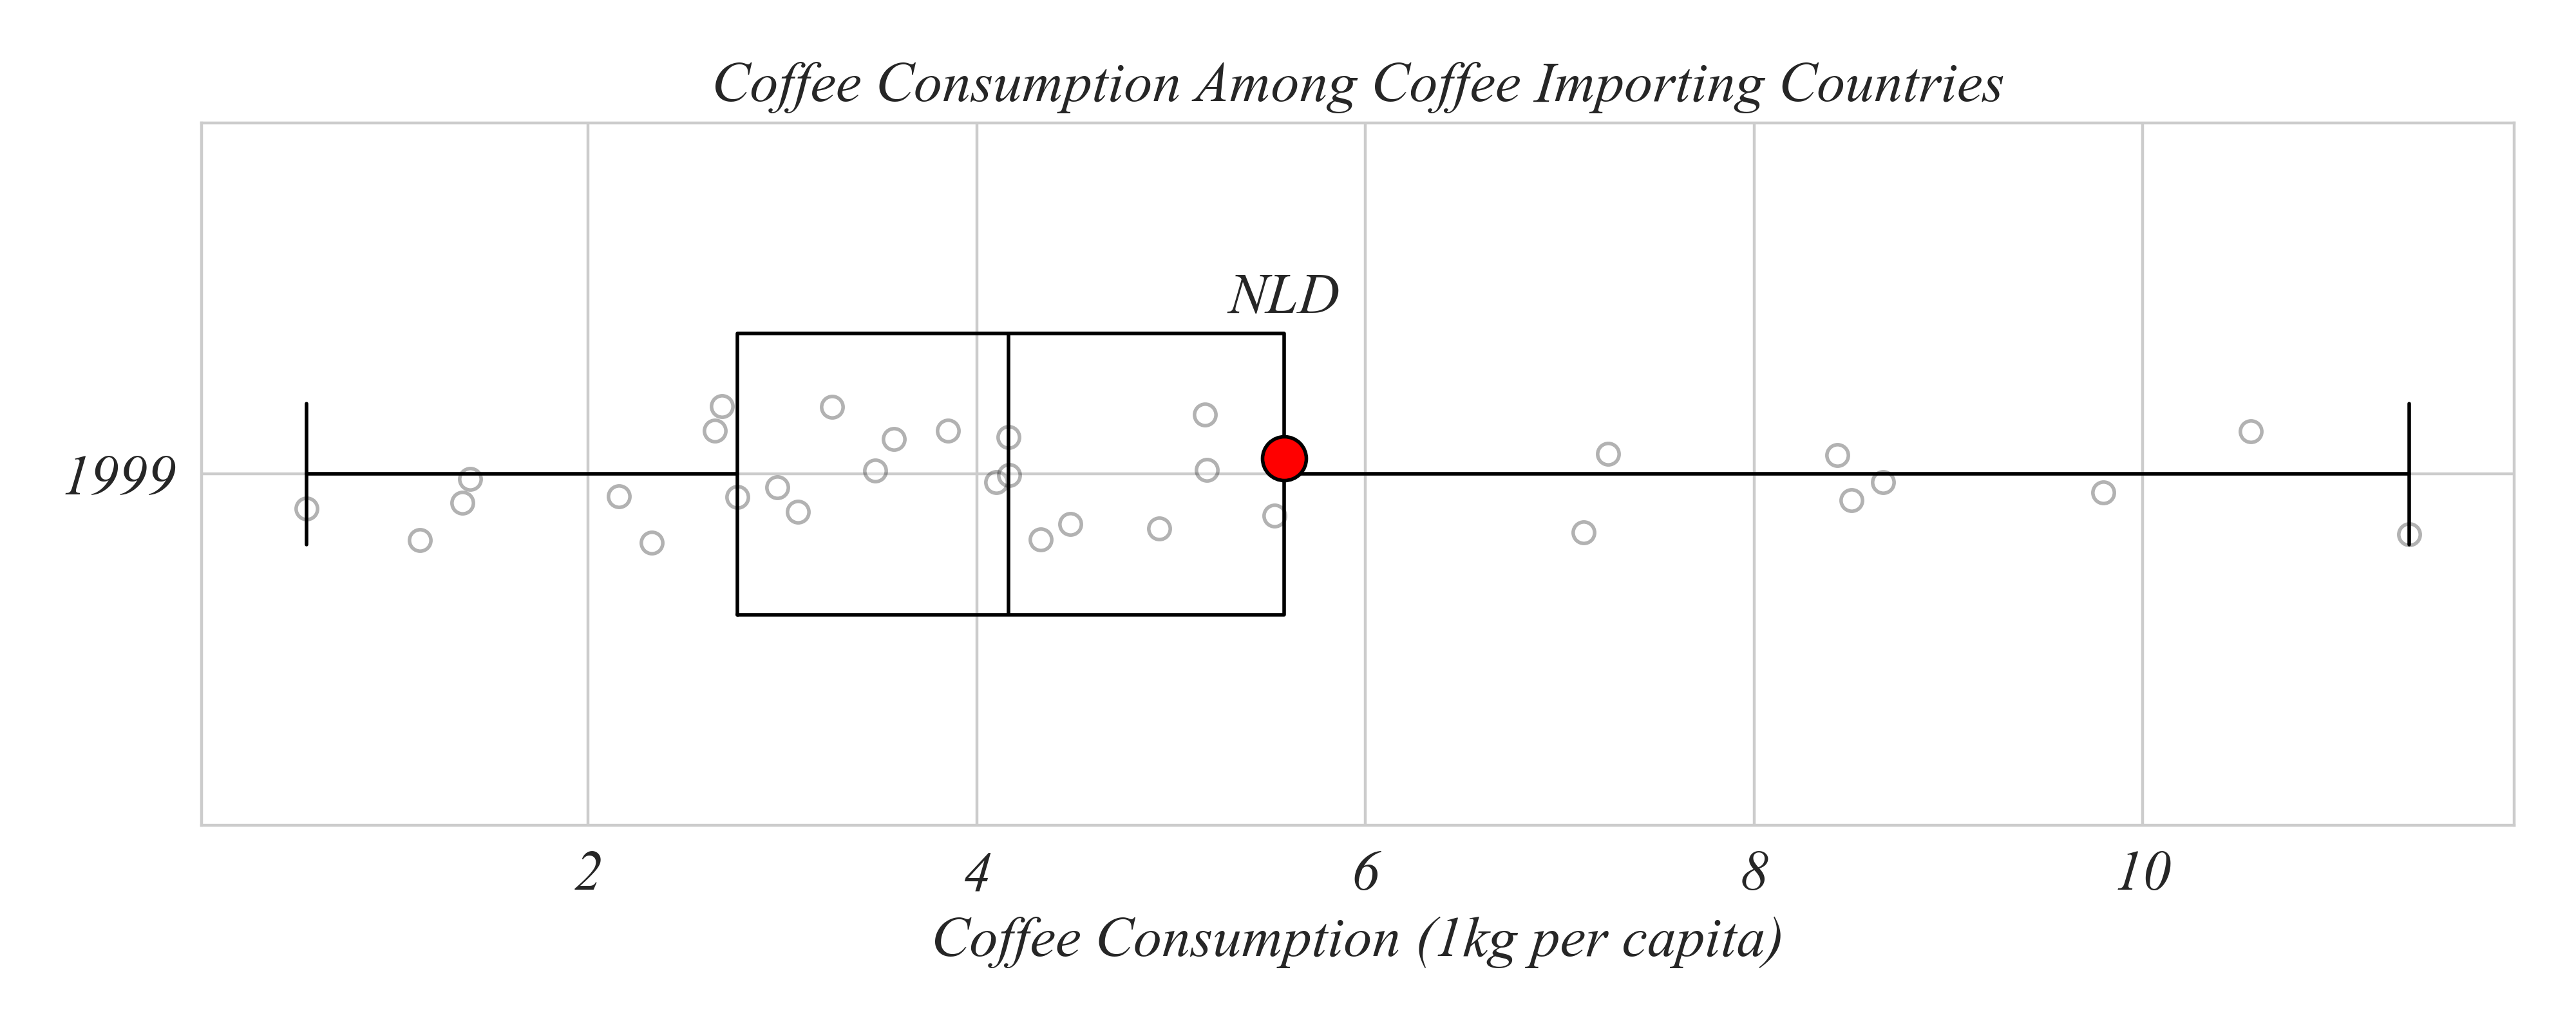 Coffee Consumption Among Coffee Importing Countries
NLD
1999
2 4 6 8 10
Coffee Consumption (1kg per capita)